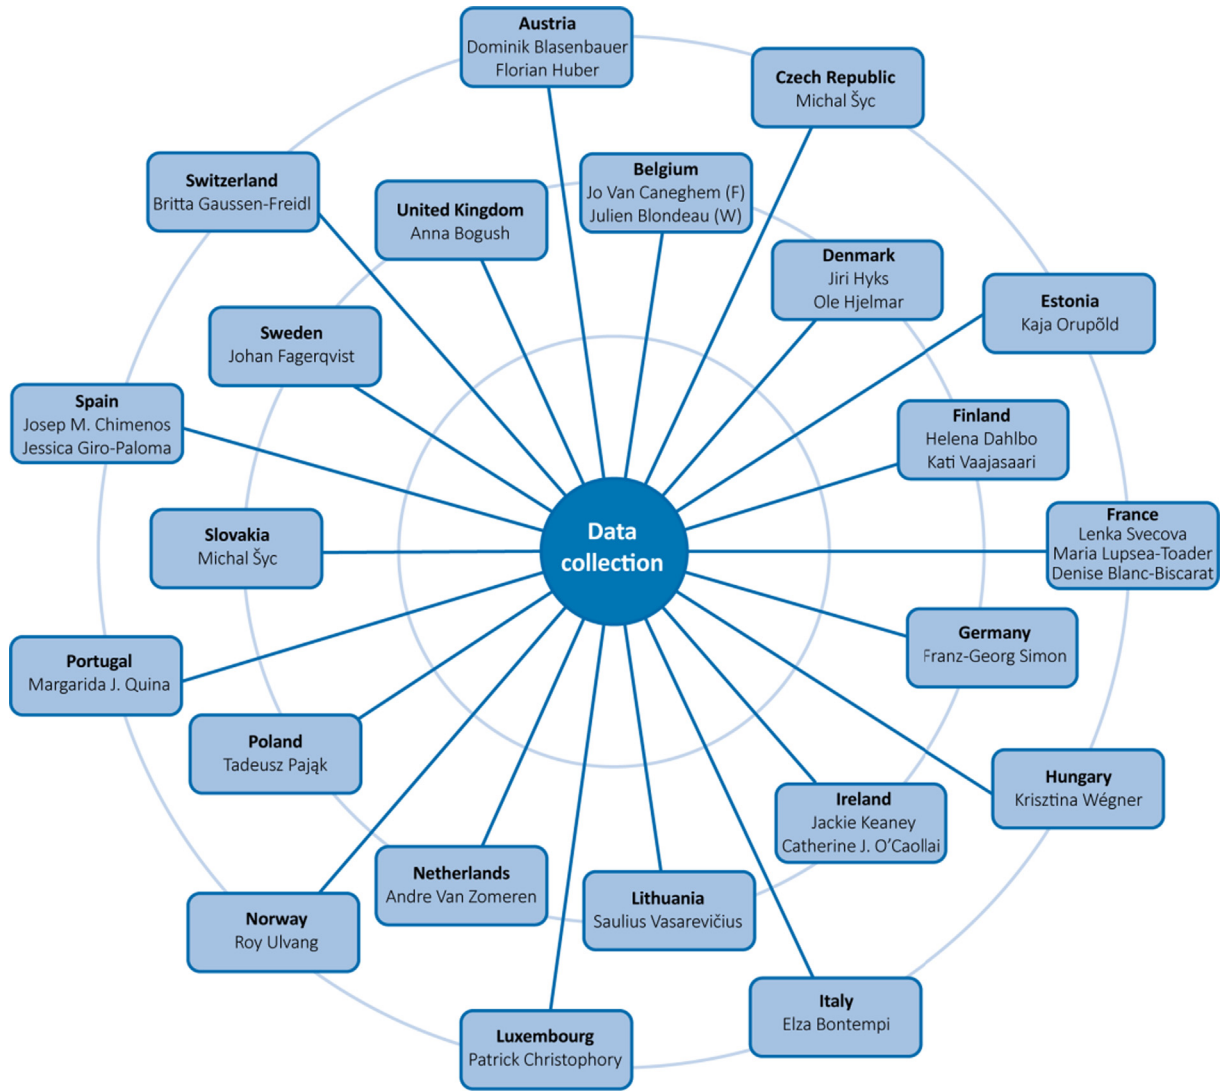 Austria
Dominik Blasenbauer
Florian Huber
Czech Republic
Michal Šyc
Belgium
Jo Van Caneghem (F)
Julien Blondeau (W)
Switzerland
Britta Gaussen-Freidl
United Kingdom
Anna Bogush
Denmark
Jiri Hyks
Ole Hjelmar
Estonia
Kaja Orupõld
Sweden
Johan Fagerqvist
Spain
Josep M. Chimenos
Jessica Giro-Paloma
Finland
Helena Dahlbo
Kati Vaajasaari
Slovakia
Michal Šyc
Data
collection
France
Lenka Svecova
Maria Lupsea-Toader
Denise Blanc-Biscarat
Germany
Franz-Georg Simon
Portugal
Margarida J. Quina
Poland
Tadeusz Pająk
Hungary
Krisztina Wégner
Ireland
Jackie Keaney
Catherine J. O'Caollai
Netherlands
Andre Van Zomeren
Lithuania
Saulius Vasarevičius
Norway
Roy Ulvang
Italy
Elza Bontempi
Luxembourg
Patrick Christophory